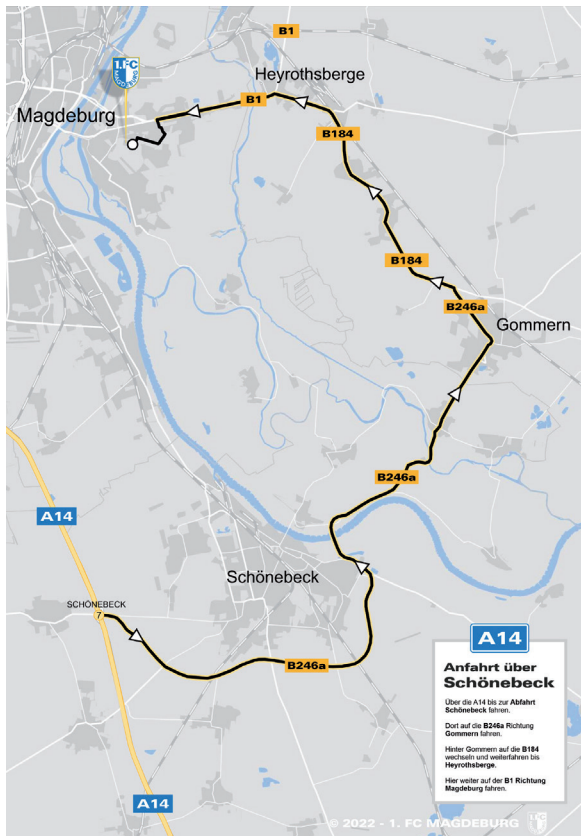 B1
1.FC
MAGDEBURG
Heyrothsberge
B1
Magdeburg
B184
B184
B246a
Gommern
B246a
A14
Schönebeck
SCHÖNEBECK
7
B246a
A14
Anfahrt über
Schönebeck
Über die A14 bis zur Abfahrt
Schönebeck fahren.
Dort auf die B246a Richtung
Gommern fahren.
Hinter Gommern auf die B184
wechseln und weiterfahren bis
Heyrothsberge.
Hier weiter auf der B1 Richtung
Magdeburg fahren.
A14
© 2022 - 1. FC MAGDEBURG